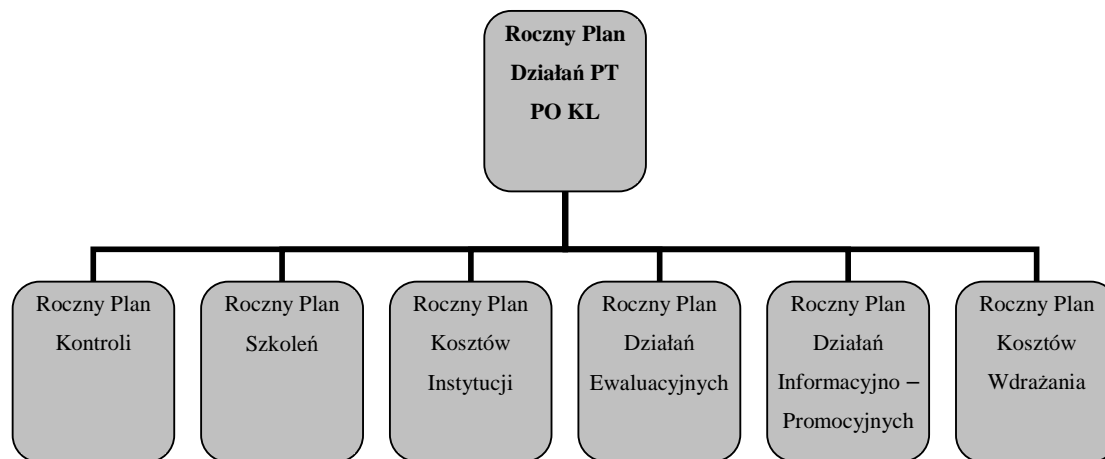 Roczny Plan
Działań PT
PO KL
Roczny Plan
Kontroli
Roczny Plan
Szkoleń
Roczny Plan
Kosztów
Instytucji
Roczny Plan
Działań
Ewaluacyjnych
Roczny Plan
Działań
Informacyjno –
Promocyjnych
Roczny Plan
Kosztów
Wdrażania